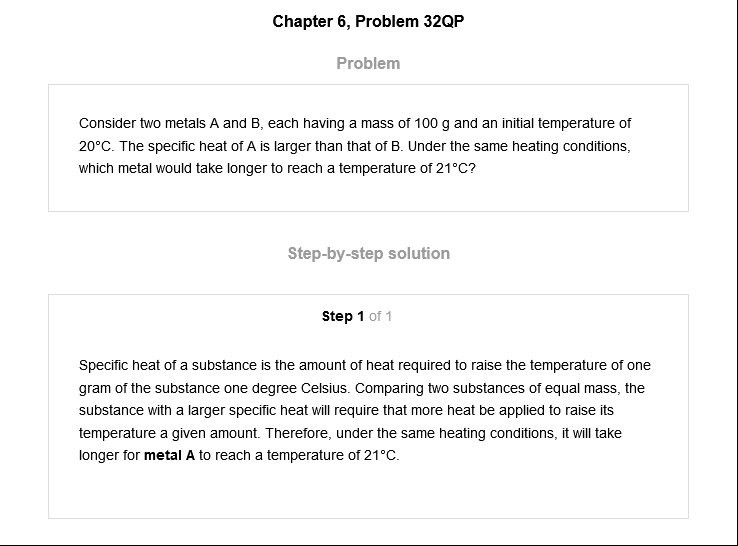 Chapter 6, Problem 32QP
Problem
Consider two metals A and B, each having a mass of 100 g and an initial temperature of
20°C. The specific heat of A is larger than that of B. Under the same heating conditions,
which metal would take longer to reach a temperature of 21°C?
Step-by-step solution
Step 1 of 1
Specific heat of a substance is the amount of heat required to raise the temperature of one
gram of the substance one degree Celsius. Comparing two substances of equal mass, the
substance with a larger specific heat will require that more heat be applied to raise its
temperature a given amount. Therefore, under the same heating conditions, it will take
longer for metal A to reach a temperature of 21°C.